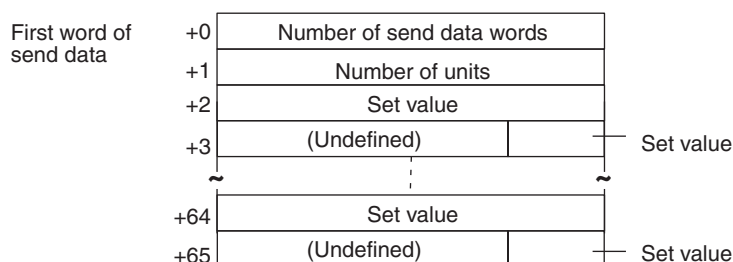 First word of
send data
+0 Number of send data words
+1 Number of units
+2 Set value
+3 (Undefined) Set value
~ ~
+64 Set value
+65 (Undefined) Set value